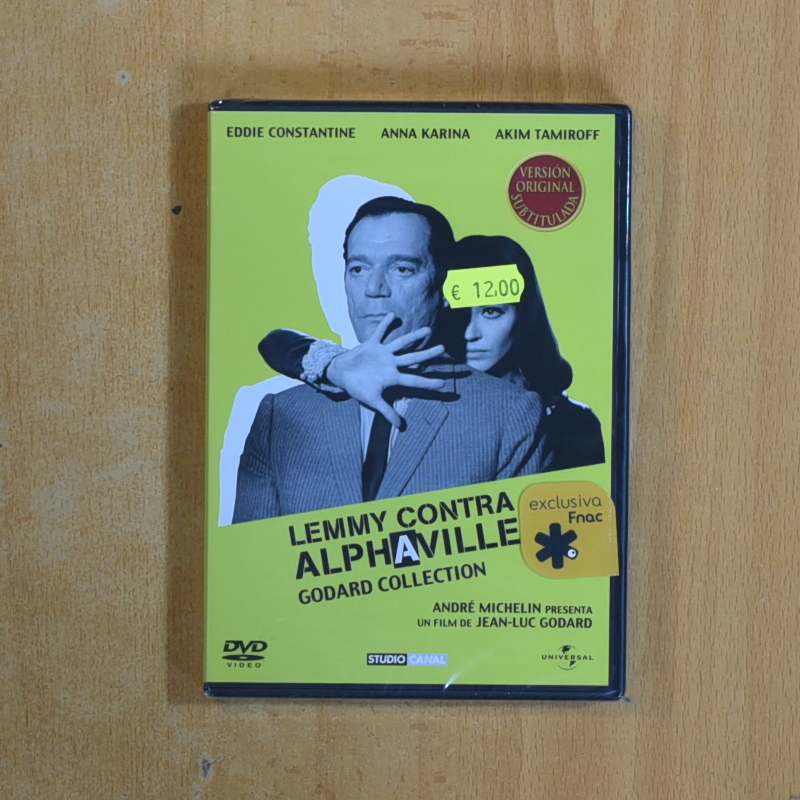 EDDIE CONSTANTINE ANNA KARINA AKIM TAMIROFF
VERSIÓN
ORIGINAL
SUBTITULADA
€ 12,00
LEMMY CONTRA
ALPHAVILLE
GODARD COLLECTION
exclusiva
Fnac
ANDRÉ MICHELIN PRESENTA
UN FILM DE JEAN-LUC GODARD
DVD
VIDEO
STUDIO CANAL
UNIVERSAL